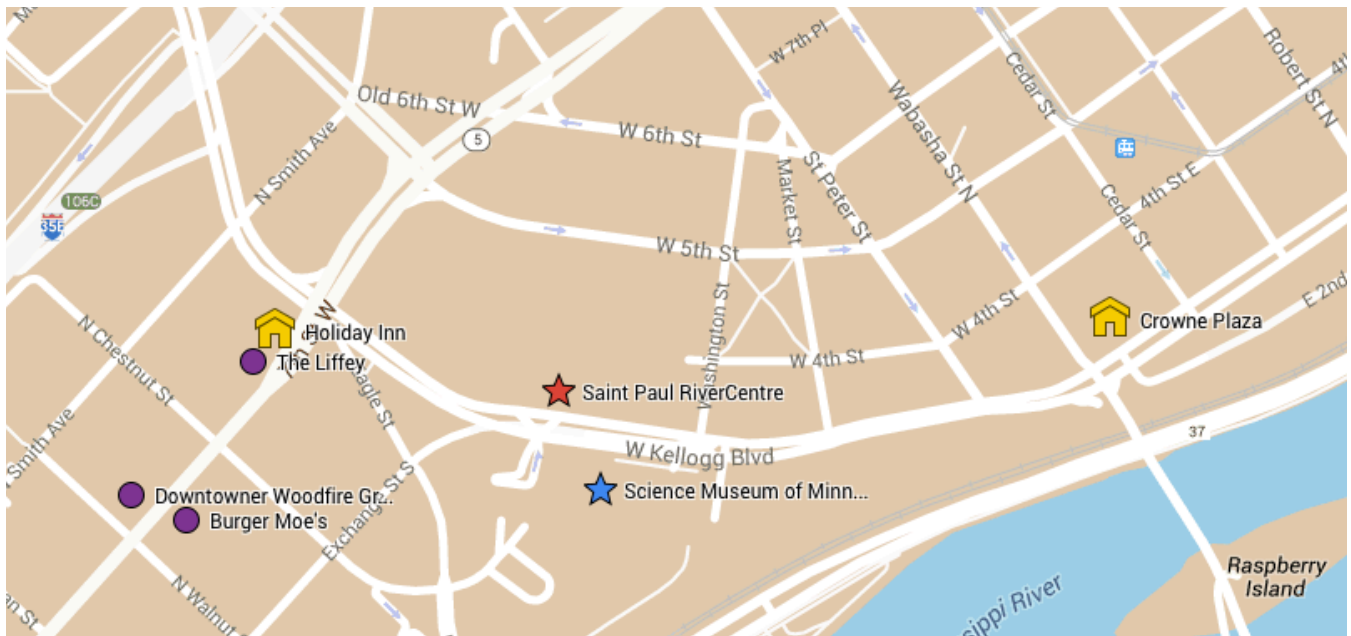 W 7th Pl
Cedar St
Robert St N
Old 6th St W
W 6th St
Wabasha St N
5
N Smith Ave
St Peter St
Market St
4th St E
Cedar St
106C
35E
W 5th St
E 2nd
Washington St
W 4th St
W 4th St
Crowne Plaza
Holiday Inn
The Liffey
N Chestnut St
Eagle St
Saint Paul RiverCentre
Smith Ave
W Kellogg Blvd
37
Science Museum of Minn...
Downtowner Woodfire Gr...
Burger Moe's
Exchange St S
N Walnut
Raspberry
Island
ssippi River